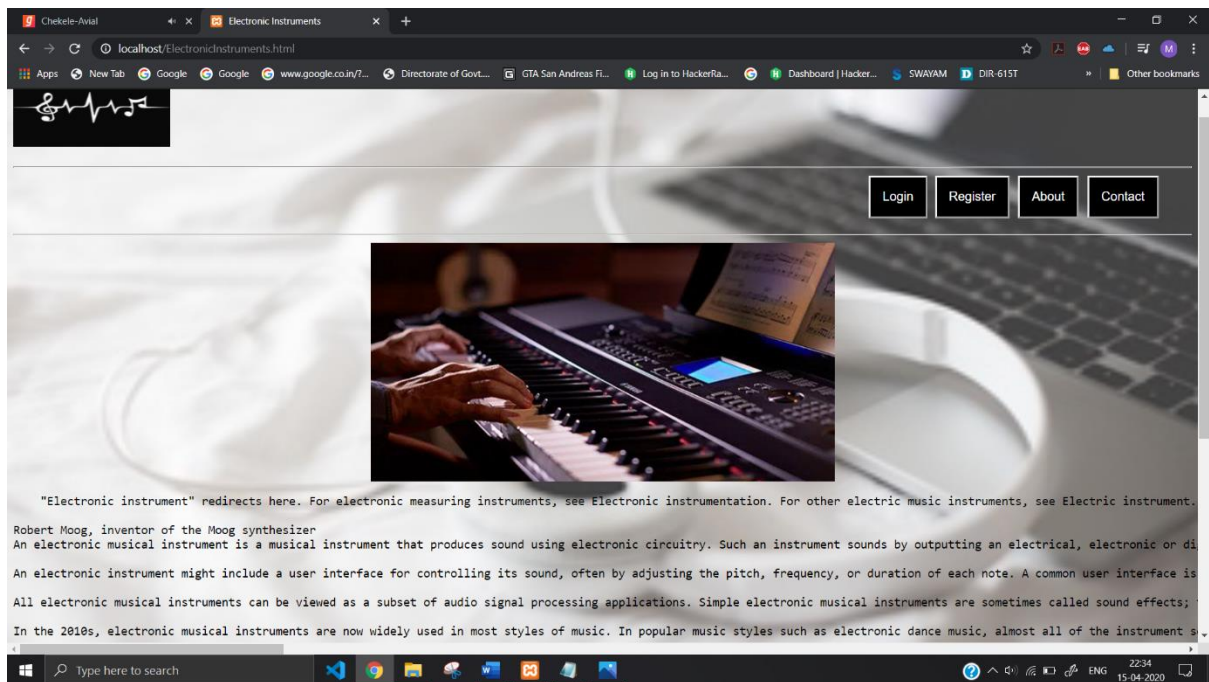 Chekele-Avial
Electronic Instruments
localhost/ElectronicInstruments.html
Apps New Tab Google Google www.google.co.in/?... Directorate of Govt.... GTA San Andreas Fi... Log in to HackerRa... Dashboard | Hacker... SWAYAM DIR-615T » Other bookmarks
Login Register About Contact
"Electronic instrument" redirects here. For electronic measuring instruments, see Electronic instrumentation. For other electric music instruments, see Electric instrument.
Robert Moog, inventor of the Moog synthesizer
An electronic musical instrument is a musical instrument that produces sound using electronic circuitry. Such an instrument sounds by outputting an electrical, electronic or di
An electronic instrument might include a user interface for controlling its sound, often by adjusting the pitch, frequency, or duration of each note. A common user interface is
All electronic musical instruments can be viewed as a subset of audio signal processing applications. Simple electronic musical instruments are sometimes called sound effects;
In the 2010s, electronic musical instruments are now widely used in most styles of music. In popular music styles such as electronic dance music, almost all of the instrument s
Type here to search
ENG
22:34
15-04-2020